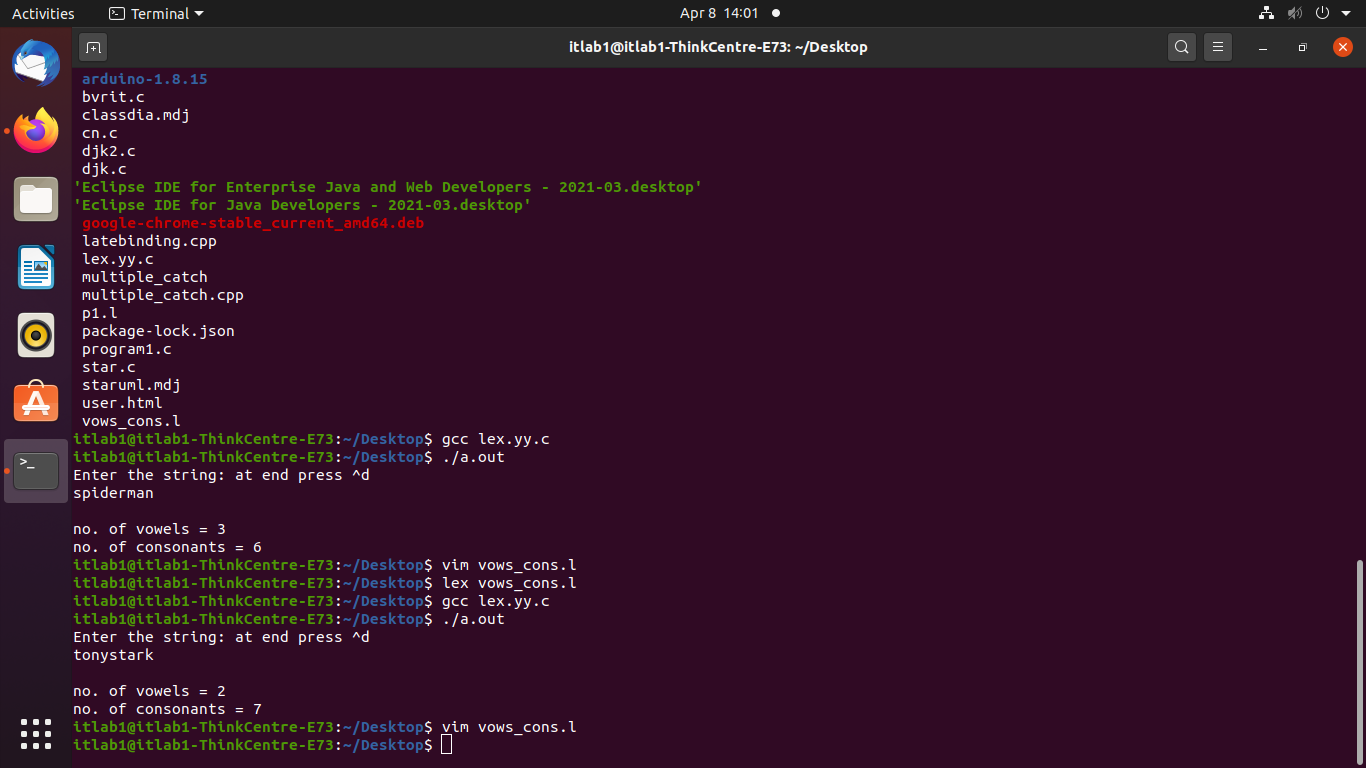 Activities Terminal Apr 8 14:01
itlab1@itlab1-ThinkCentre-E73: ~/Desktop
arduino-1.8.15
bvrit.c
classdia.mdj
cn.c
djk2.c
djk.c
'Eclipse IDE for Enterprise Java and Web Developers - 2021-03.desktop'
'Eclipse IDE for Java Developers - 2021-03.desktop'
google-chrome-stable_current_amd64.deb
latebinding.cpp
lex.yy.c
multiple_catch
multiple_catch.cpp
p1.l
package-lock.json
program1.c
star.c
staruml.mdj
user.html
vows_cons.l
itlab1@itlab1-ThinkCentre-E73:~/Desktop$ gcc lex.yy.c
itlab1@itlab1-ThinkCentre-E73:~/Desktop$ ./a.out
Enter the string: at end press ^d
spiderman
no. of vowels = 3
no. of consonants = 6
itlab1@itlab1-ThinkCentre-E73:~/Desktop$ vim vows_cons.l
itlab1@itlab1-ThinkCentre-E73:~/Desktop$ lex vows_cons.l
itlab1@itlab1-ThinkCentre-E73:~/Desktop$ gcc lex.yy.c
itlab1@itlab1-ThinkCentre-E73:~/Desktop$ ./a.out
Enter the string: at end press ^d
tonystark
no. of vowels = 2
no. of consonants = 7
itlab1@itlab1-ThinkCentre-E73:~/Desktop$ vim vows_cons.l
itlab1@itlab1-ThinkCentre-E73:~/Desktop$